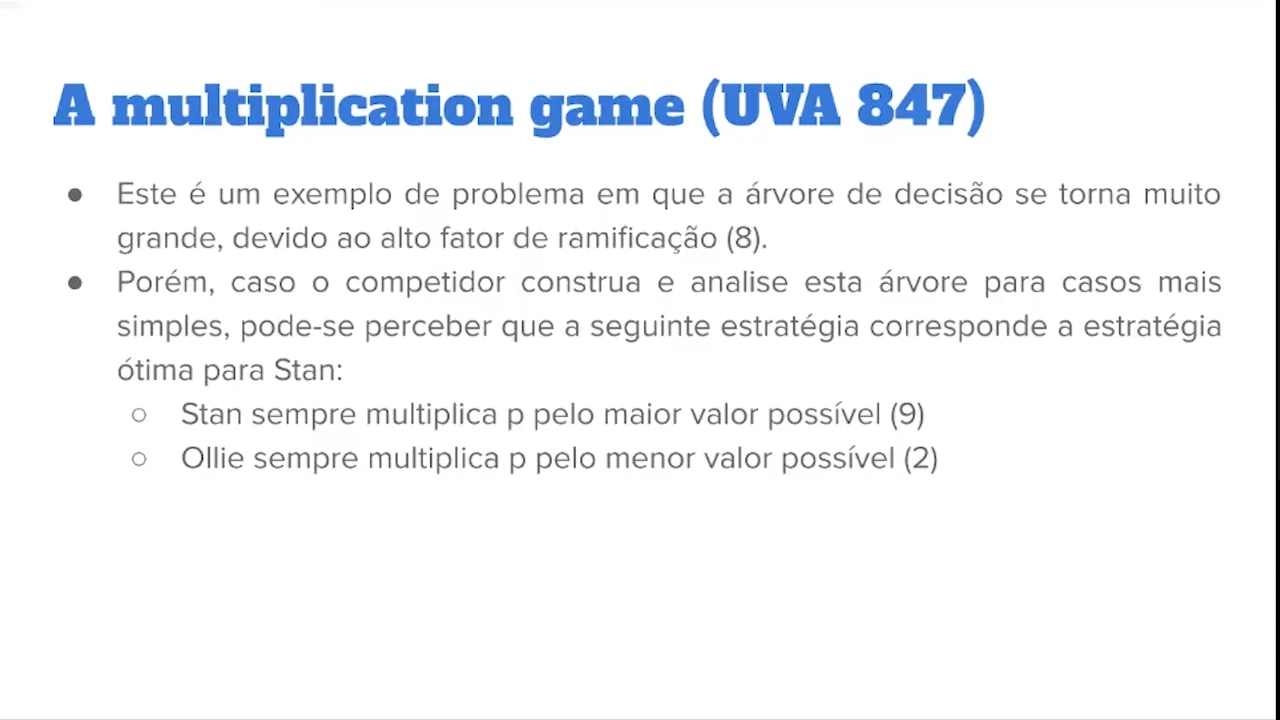 A multiplication game (UVA 847)
● Este é um exemplo de problema em que a árvore de decisão se torna muito
grande, devido ao alto fator de ramificação (8).
● Porém, caso o competidor construa e analise esta árvore para casos mais
simples, pode-se perceber que a seguinte estratégia corresponde a estratégia
ótima para Stan:
○ Stan sempre multiplica p pelo maior valor possível (9)
○ Ollie sempre multiplica p pelo menor valor possível (2)